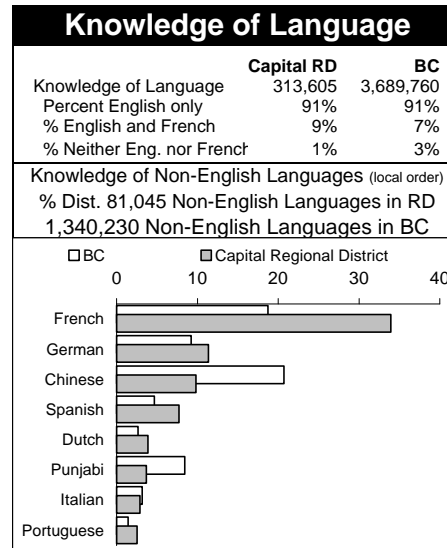 Knowledge of Language
Capital RD BC
Knowledge of Language 313,605 3,689,760
Percent English only 91% 91%
% English and French 9% 7%
% Neither Eng. nor French 1% 3%
Knowledge of Non-English Languages (local order)
% Dist. 81,045 Non-English Languages in RD
1,340,230 Non-English Languages in BC
BC Capital Regional District
0 10 20 30 40
French
German
Chinese
Spanish
Dutch
Punjabi
Italian
Portuguese